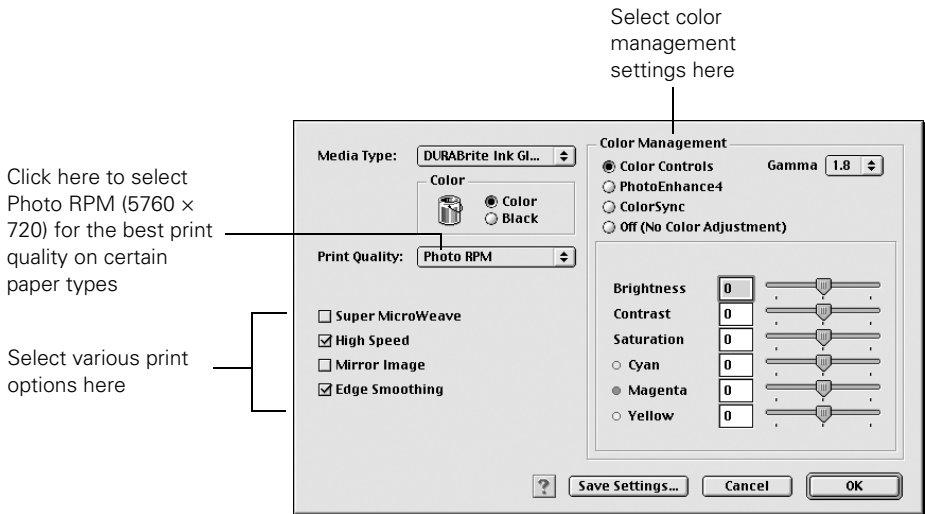 Select color
management
settings here
Click here to select
Photo RPM (5760 ×
720) for the best print
quality on certain
paper types
Select various print
options here
Media Type: DURABrite Ink Gl...
Color
Color
Black
Print Quality: Photo RPM
Super MicroWeave
High Speed
Mirror Image
Edge Smoothing
Color Management
Color Controls Gamma 1.8
PhotoEnhance4
ColorSync
Off (No Color Adjustment)
Brightness 0
Contrast 0
Saturation 0
Cyan 0
Magenta 0
Yellow 0
? Save Settings... Cancel OK